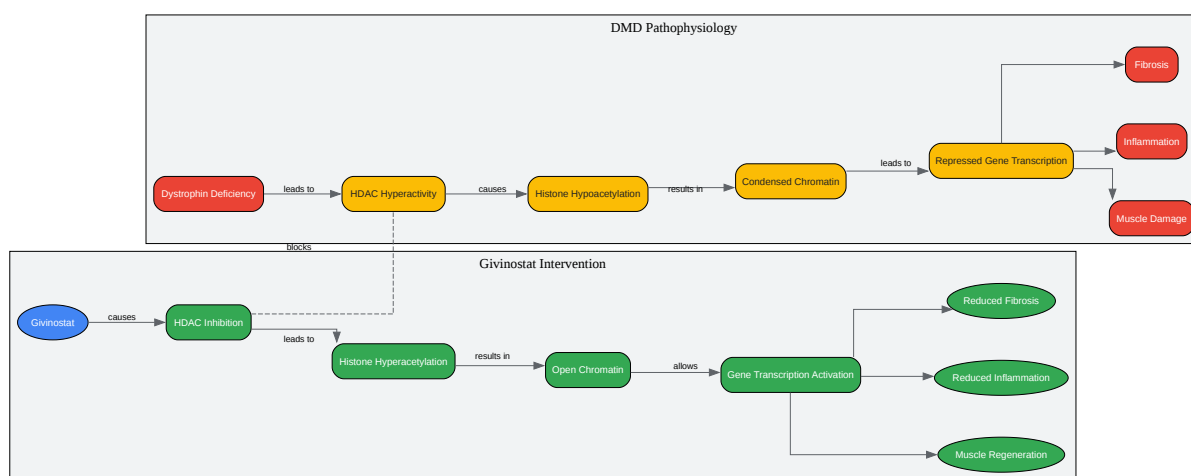 DMD Pathophysiology
Fibrosis
Inflammation
Repressed Gene Transcription
leads to
Condensed Chromatin
Dystrophin Deficiency
leads to
HDAC Hyperactivity
causes
Histone Hypoacetylation
results in
Muscle Damage
blocks
Givinostat Intervention
Reduced Fibrosis
Givinostat
causes
HDAC Inhibition
leads to
Histone Hyperacetylation
results in
Open Chromatin
allows
Gene Transcription Activation
Reduced Inflammation
Muscle Regeneration